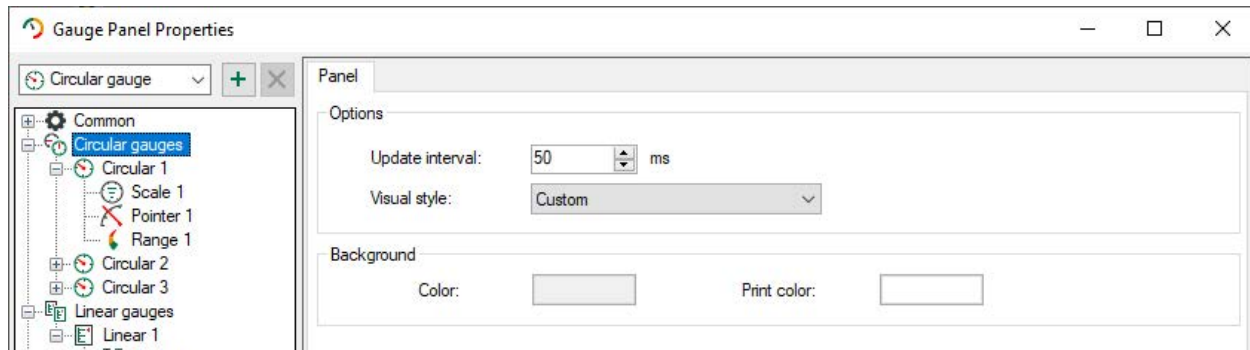 Gauge Panel Properties
Circular gauge
Panel
Common
Circular gauges
Circular 1
Scale 1
Pointer 1
Range 1
Circular 2
Circular 3
Linear gauges
Linear 1
Options
Update interval: 50 ms
Visual style: Custom
Background
Color: Print color: